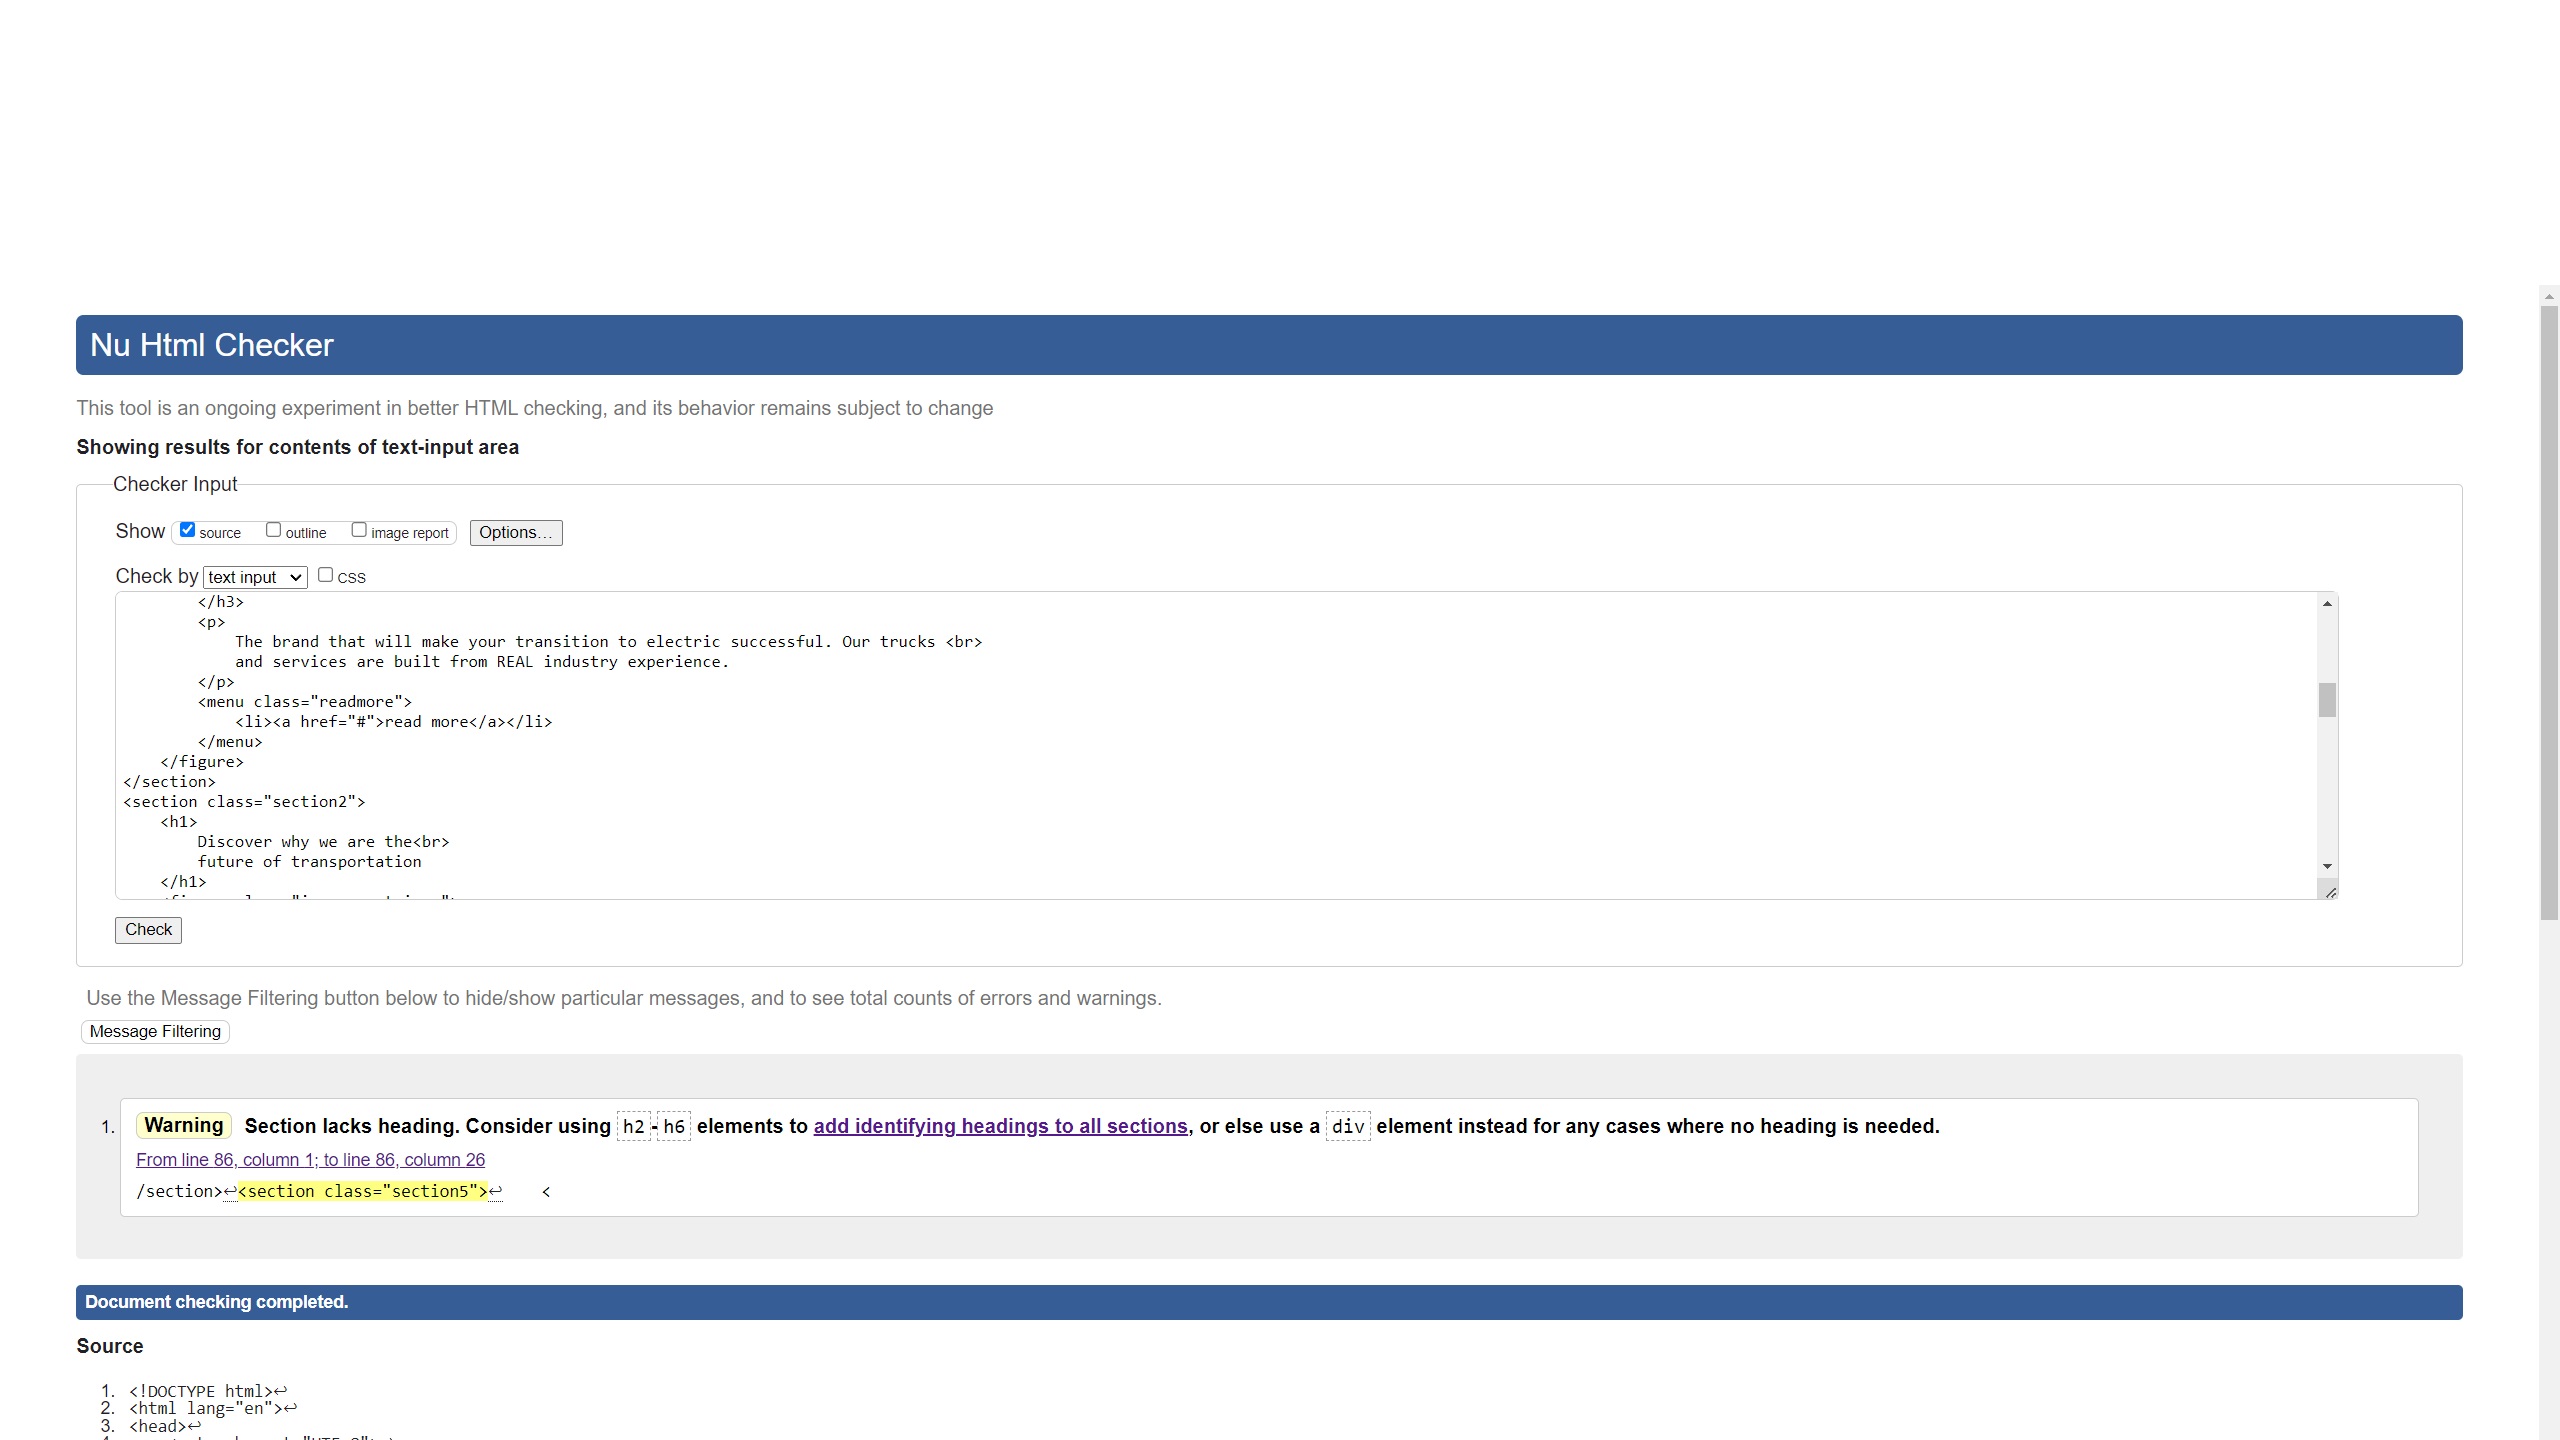 Nu Html Checker
This tool is an ongoing experiment in better HTML checking, and its behavior remains subject to change
Showing results for contents of text-input area
Checker Input
Show source outline image report Options...
Check by text input CSS
</h3>
<p>
The brand that will make your transition to electric successful. Our trucks <br>
and services are built from REAL industry experience.
</p>
<menu class="readmore">
<li><a href="#">read more</a></li>
</menu>
</figure>
</section>
<section class="section2">
<h1>
Discover why we are the<br>
future of transportation
</h1>
Check
Use the Message Filtering button below to hide/show particular messages, and to see total counts of errors and warnings.
Message Filtering
1. Warning Section lacks heading. Consider using h2-h6 elements to add identifying headings to all sections, or else use a div element instead for any cases where no heading is needed.
From line 86, column 1; to line 86, column 26
/section>↩<section class="section5">↩ <
Document checking completed.
Source
1. <!DOCTYPE html>↩
2. <html lang="en">↩
3. <head>↩